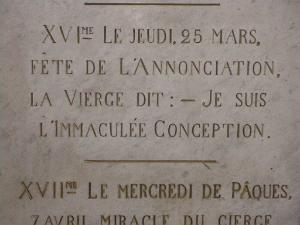 XVIME LE JEUDI, 25 MARS,
FÊTE DE L'ANNONCIATION,
LA VIERGE DIT : – JE SUIS
L'IMMACULÉE CONCEPTION.
XVIIME LE MERCREDI DE PÂQUES,
7 AVRIL MIRACLE DU CIERGE